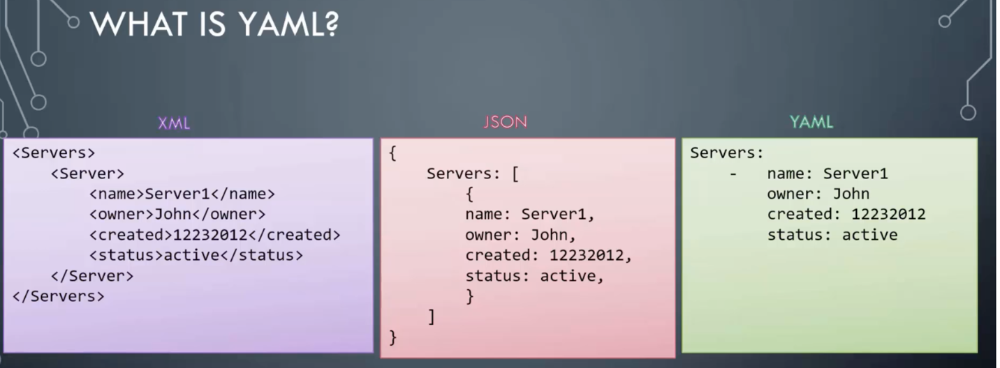 WHAT IS YAML?
XML
<Servers>
<Server>
<name>Server1</name>
<owner>John</owner>
<created>12232012</created>
<status>active</status>
</Server>
</Servers>
JSON
{
Servers: [
{
name: Server1,
owner: John,
created: 12232012,
status: active,
}
]
}
YAML
Servers:
- name: Server1
owner: John
created: 12232012
status: active